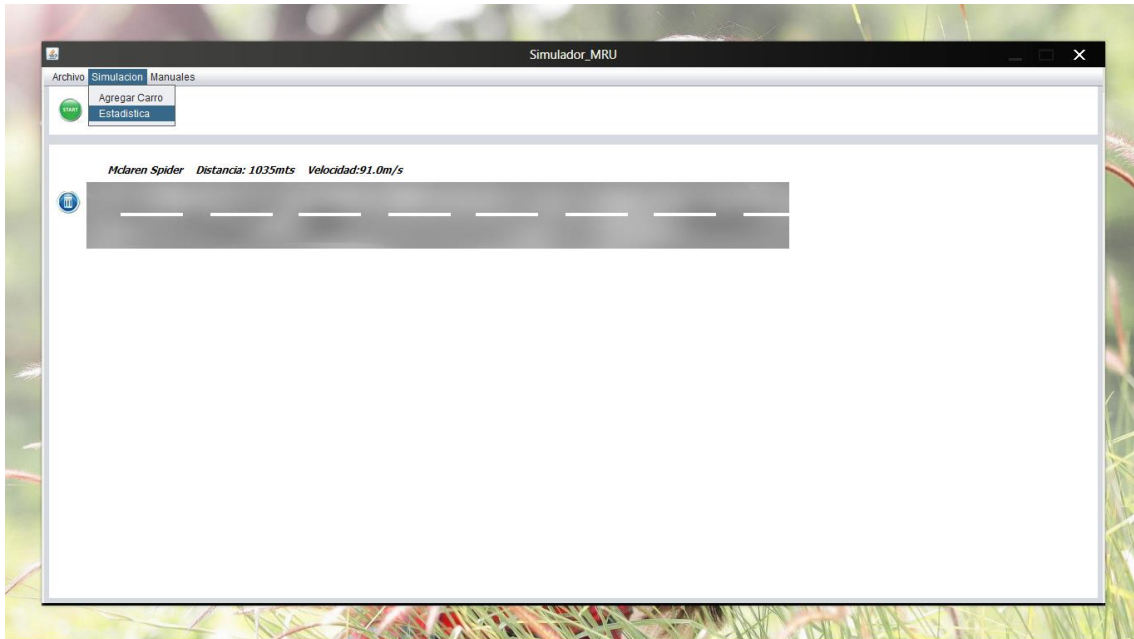 Simulador_MRU
Archivo Simulacion Manuales
START
Agregar Carro
Estadistica
Mclaren Spider Distancia: 1035mts Velocidad:91.0m/s